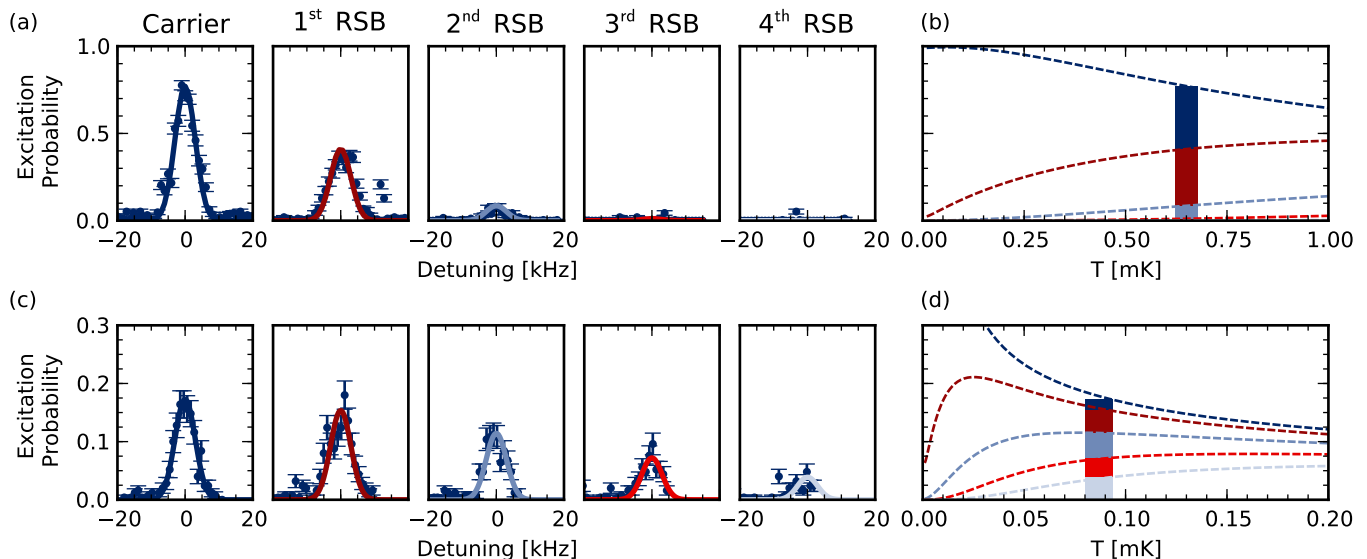 (a) Carrier 1st RSB 2nd RSB 3rd RSB 4th RSB (b)
Excitation
Probability
1.0
0.5
0.0
−20 0 20 −20 0 20 −20 0 20
Detuning [kHz]
0.00 0.25 0.50 0.75 1.00
T [mK]
(c) (d)
Excitation
Probability
0.3
0.2
0.1
0.0
−20 0 20 −20 0 20 −20 0 20
Detuning [kHz]
0.00 0.05 0.10 0.15 0.20
T [mK]